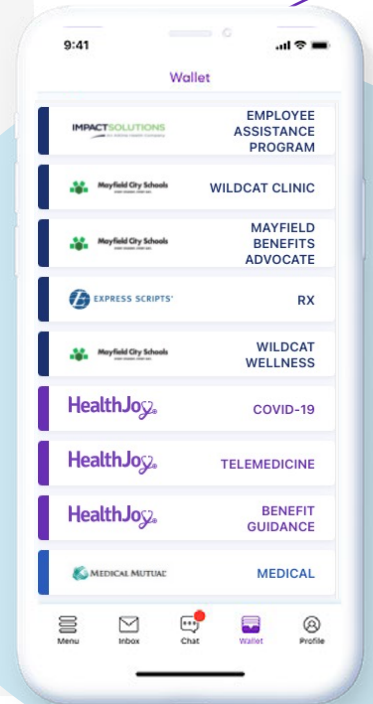 9:41
Wallet
IMPACTSOLUTIONS
EMPLOYEE
ASSISTANCE
PROGRAM
Mayfield City Schools
WILDCAT CLINIC
Mayfield City Schools
MAYFIELD
BENEFITS
ADVOCATE
EXPRESS SCRIPTS®
RX
Mayfield City Schools
WILDCAT
WELLNESS
HealthJoy®
COVID-19
HealthJoy®
TELEMEDICINE
HealthJoy®
BENEFIT
GUIDANCE
MEDICAL MUTUAL
MEDICAL
Menu Inbox Chat Wallet Profile